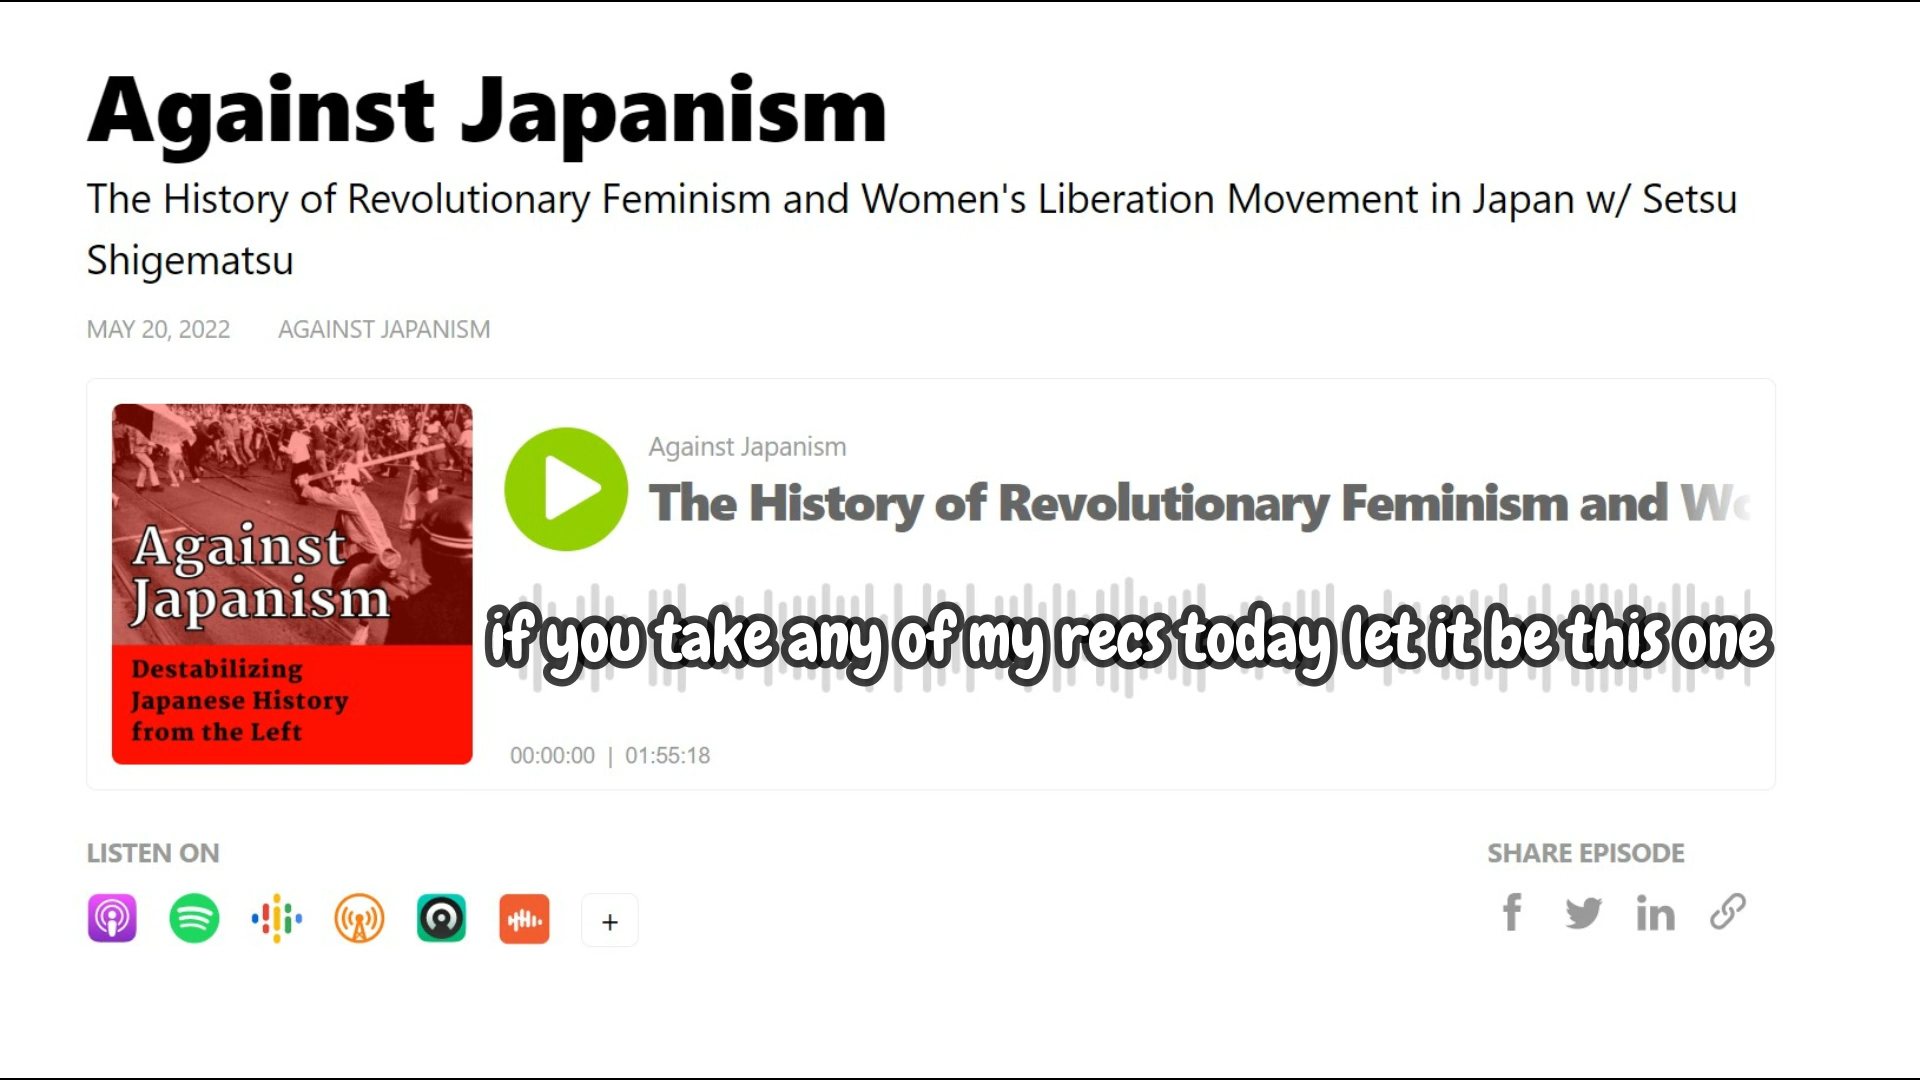 Against Japanism
The History of Revolutionary Feminism and Women's Liberation Movement in Japan w/ Setsu
Shigematsu
MAY 20, 2022 AGAINST JAPANISM
Against
Japanism
Destabilizing
Japanese History
from the Left
Against Japanism
The History of Revolutionary Feminism and Wo
if you take any of my recs today let it be this one
00:00:00 | 01:55:18
LISTEN ON
SHARE EPISODE
+